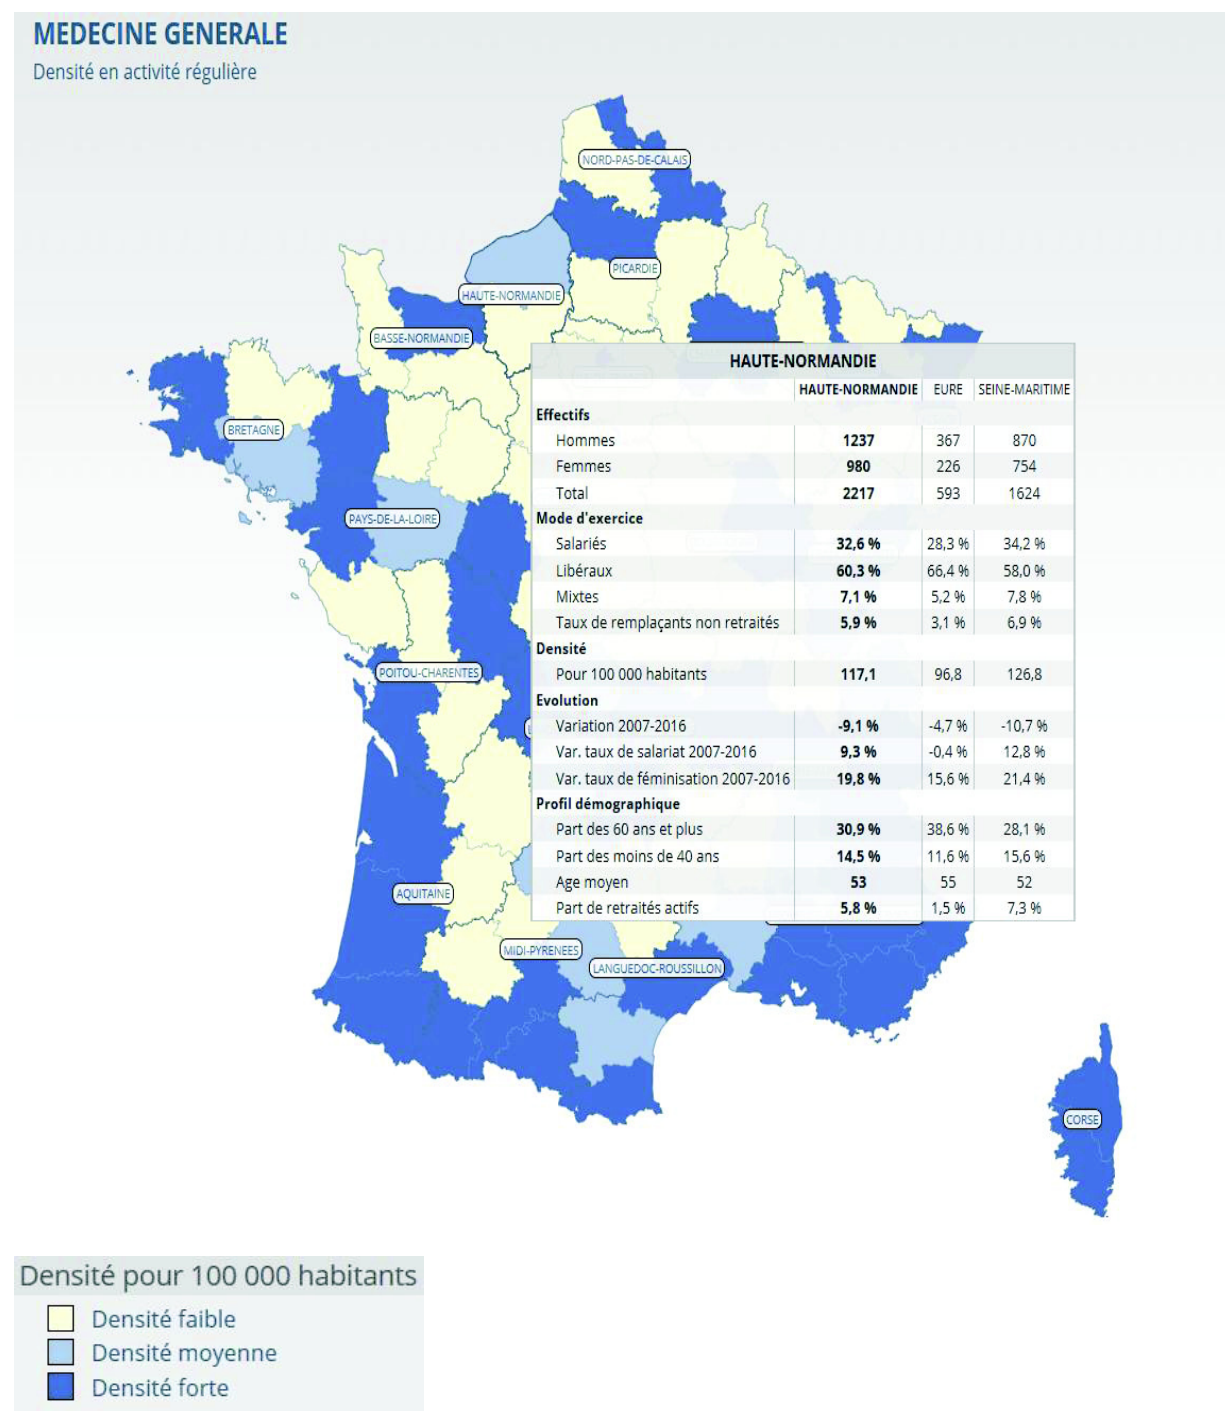 MEDECINE GENERALE
Densité en activité régulière
NORD-PAS-DE-CALAIS
PICARDIE
HAUTE-NORMANDIE
BASSE-NORMANDIE
BRETAGNE
PAYS-DE-LA-LOIRE
POITOU-CHARENTES
AQUITAINE
MIDI-PYRENEES
LANGUEDOC-ROUSSILLON
CORSE
HAUTE-NORMANDIE
HAUTE-NORMANDIE EURE SEINE-MARITIME
Effectifs
Hommes 1237 367 870
Femmes 980 226 754
Total 2217 593 1624
Mode d'exercice
Salariés 32,6 % 28,3 % 34,2 %
Libéraux 60,3 % 66,4 % 58,0 %
Mixtes 7,1 % 5,2 % 7,8 %
Taux de remplaçants non retraités 5,9 % 3,1 % 6,9 %
Densité
Pour 100 000 habitants 117,1 96,8 126,8
Evolution
Variation 2007-2016 -9,1 % -4,7 % -10,7 %
Var. taux de salariat 2007-2016 9,3 % -0,4 % 12,8 %
Var. taux de féminisation 2007-2016 19,8 % 15,6 % 21,4 %
Profil démographique
Part des 60 ans et plus 30,9 % 38,6 % 28,1 %
Part des moins de 40 ans 14,5 % 11,6 % 15,6 %
Age moyen 53 55 52
Part de retraités actifs 5,8 % 1,5 % 7,3 %
Densité pour 100 000 habitants
Densité faible
Densité moyenne
Densité forte